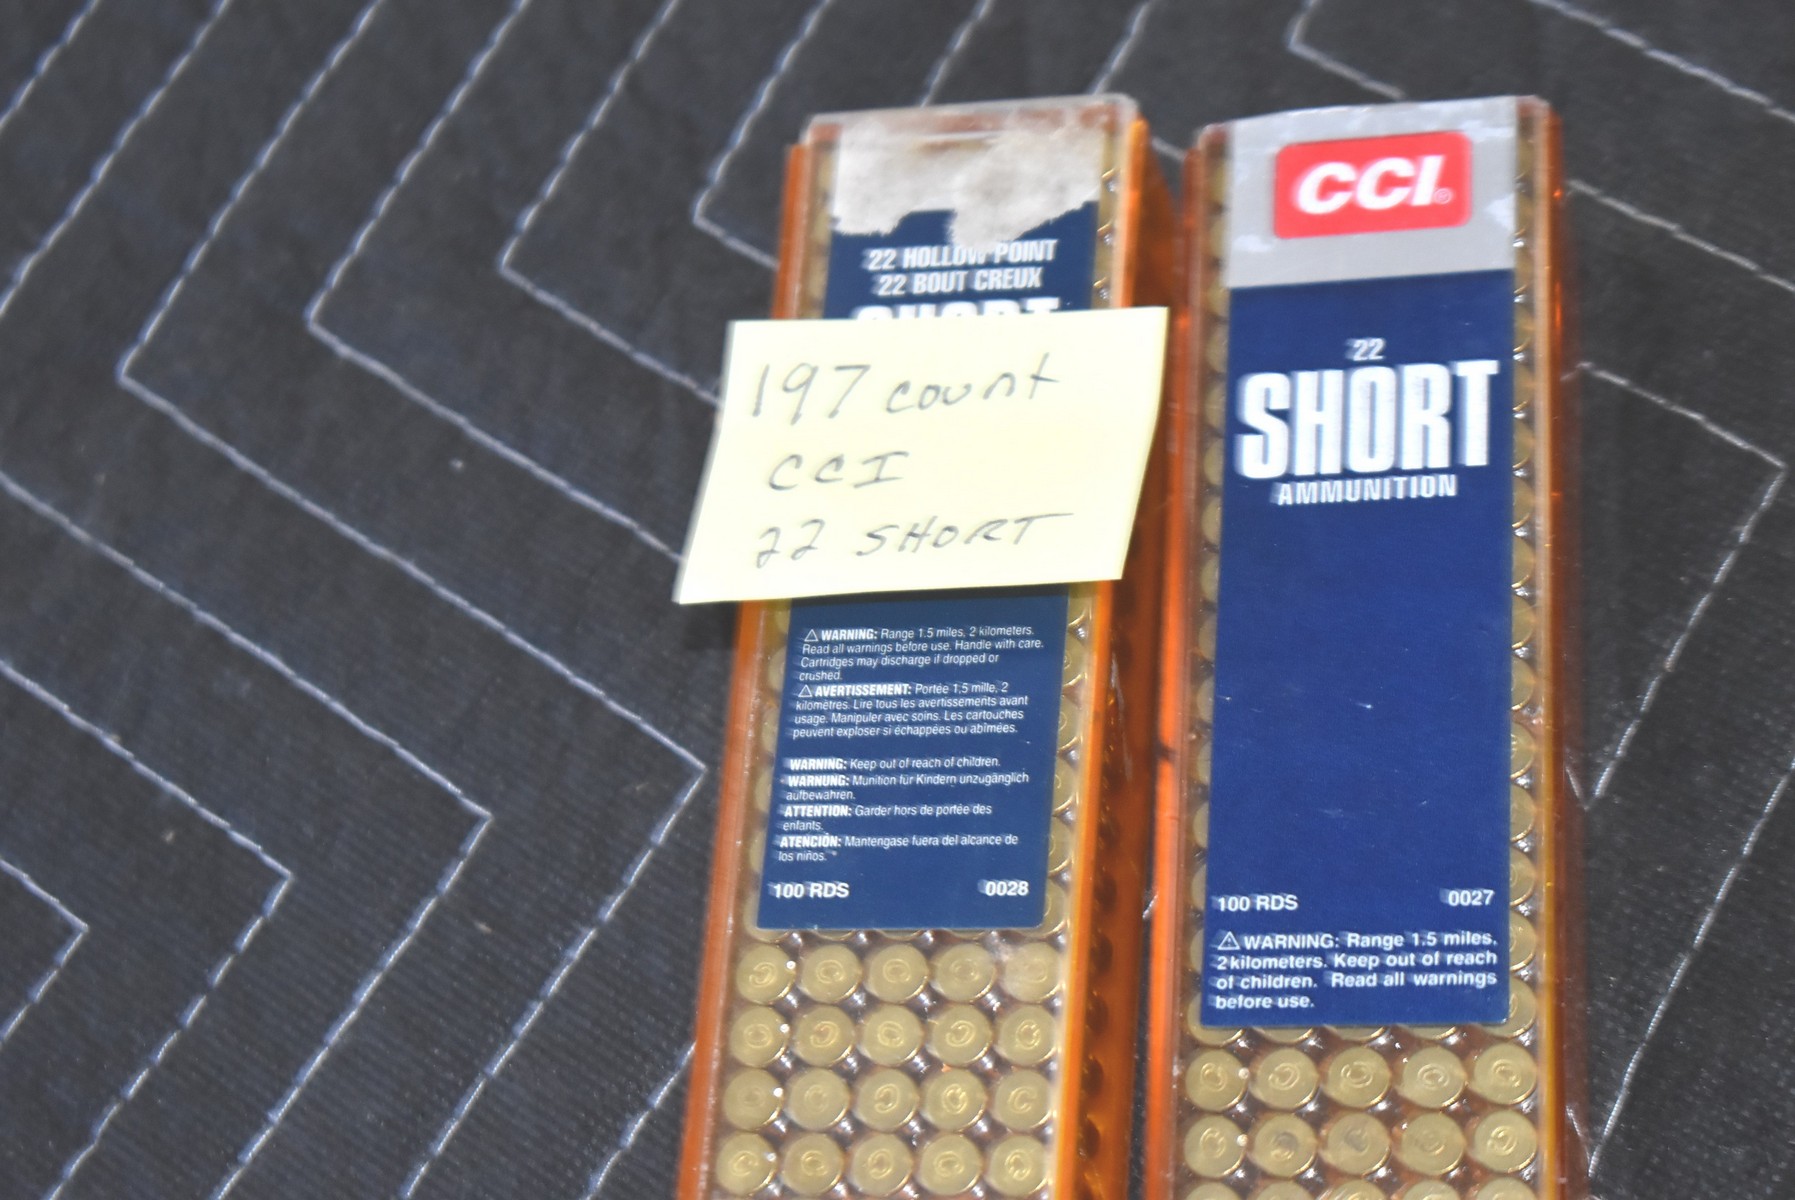 22 HOLLOW POINT
22 BOUT CREUX
SHORT
197 count
CCI
22 SHORT
⚠ WARNING: Range 1.5 miles, 2 kilometers.
Read all warnings before use. Handle with care.
Cartridges may discharge if dropped or
crushed.
⚠ AVERTISSEMENT: Portée 1,5 mille, 2
kilomètres. Lire tous les avertissements avant
usage. Manipuler avec soins. Les cartouches
peuvent exploser si échappées ou abîmées.
WARNING: Keep out of reach of children.
WARNUNG: Munition für Kindern unzugänglich
aufbewahren.
ATTENTION: Garder hors de portée des
enfants.
ATENCIÓN: Mantengase fuera del alcance de
los niños.
100 RDS 0028
CCI®
22
SHORT
AMMUNITION
100 RDS 0027
⚠ WARNING: Range 1.5 miles,
2 kilometers. Keep out of reach
of children. Read all warnings
before use.